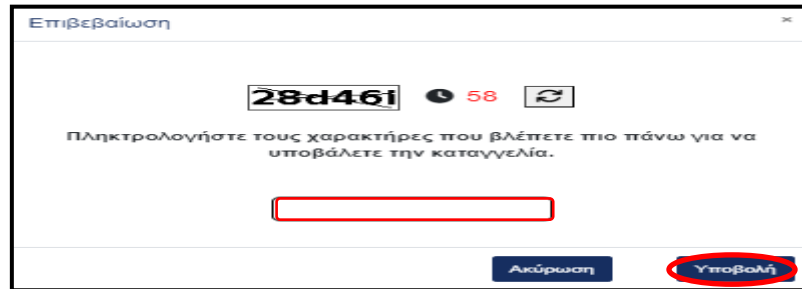 Επιβεβαίωση ×
28d46i 58
Πληκτρολογήστε τους χαρακτήρες που βλέπετε πιο πάνω για να
υποβάλετε την καταγγελία.
Ακύρωση Υποβολή